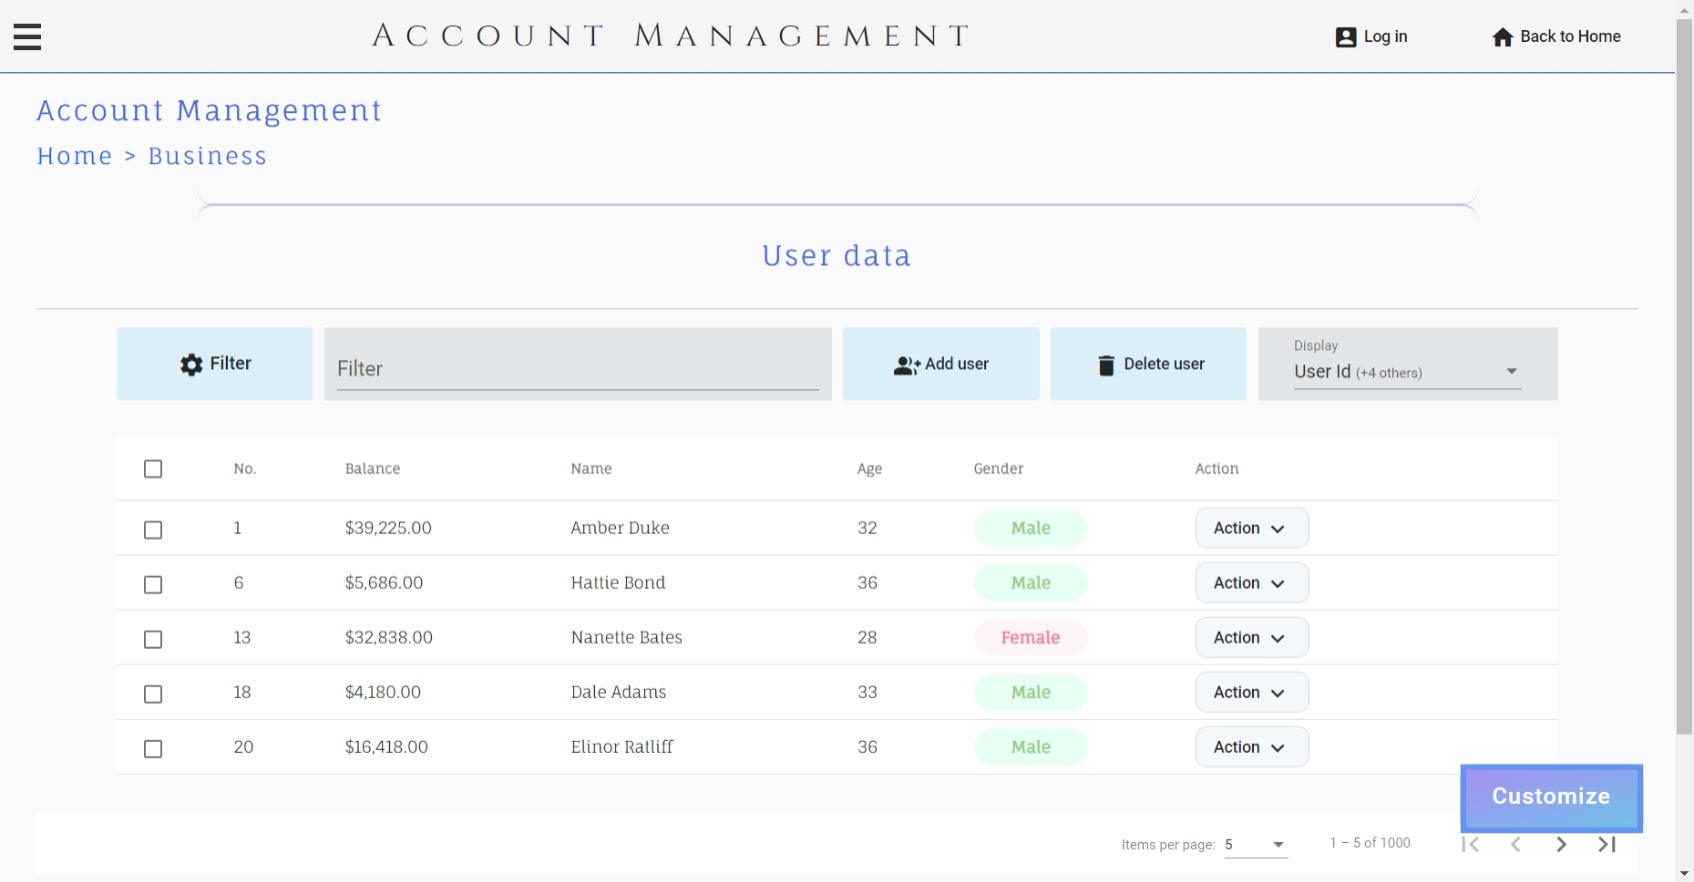 Account Management
Log in
Back to Home
Account Management
Home > Business
User data
Filter
Filter
Add user
Delete user
Display
User Id (+4 others)
No. Balance Name Age Gender Action
1 $39,225.00 Amber Duke 32 Male Action
6 $5,686.00 Hattie Bond 36 Male Action
13 $32,838.00 Nanette Bates 28 Female Action
18 $4,180.00 Dale Adams 33 Male Action
20 $16,418.00 Elinor Ratliff 36 Male Action
Customize
Items per page: 5 1 – 5 of 1000